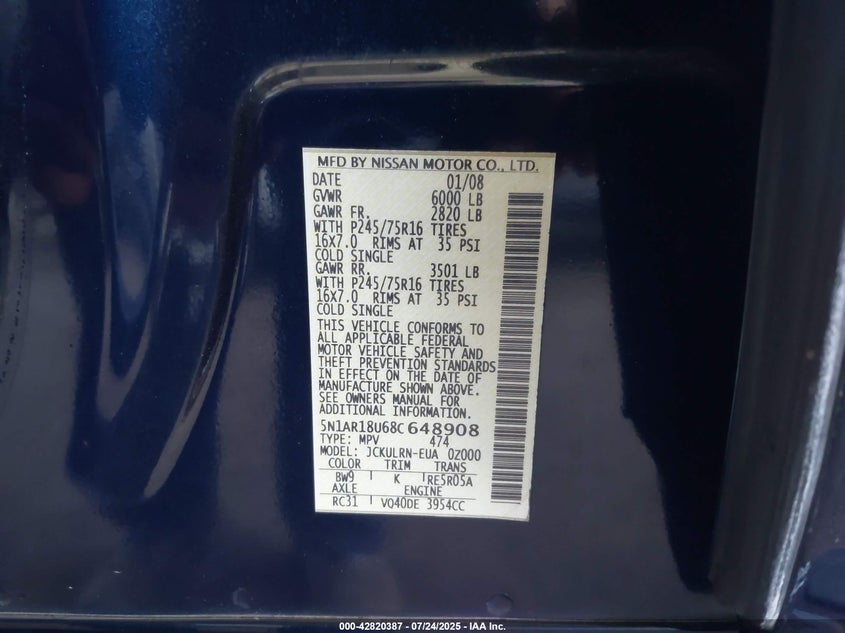 MFD BY NISSAN MOTOR CO., LTD.
DATE 01/08
GVWR 6000 LB
GAWR FR. 2820 LB
WITH P245/75R16 TIRES
16X7.0 RIMS AT 35 PSI
COLD SINGLE
GAWR RR. 3501 LB
WITH P245/75R16 TIRES
16X7.0 RIMS AT 35 PSI
COLD SINGLE
THIS VEHICLE CONFORMS TO
ALL APPLICABLE FEDERAL
MOTOR VEHICLE SAFETY AND
THEFT PREVENTION STANDARDS
IN EFFECT ON THE DATE OF
MANUFACTURE SHOWN ABOVE.
SEE OWNERS MANUAL FOR
ADDITIONAL INFORMATION.
5N1AR18U68C648908
TYPE: MPV 474
MODEL: JCKULRN-EUA 0Z000
COLOR TRIM TRANS
BW9 K RE5R05A
AXLE ENGINE
RC31 VQ40DE 3954CC
000-42820387 - 07/24/2025 - IAA Inc.